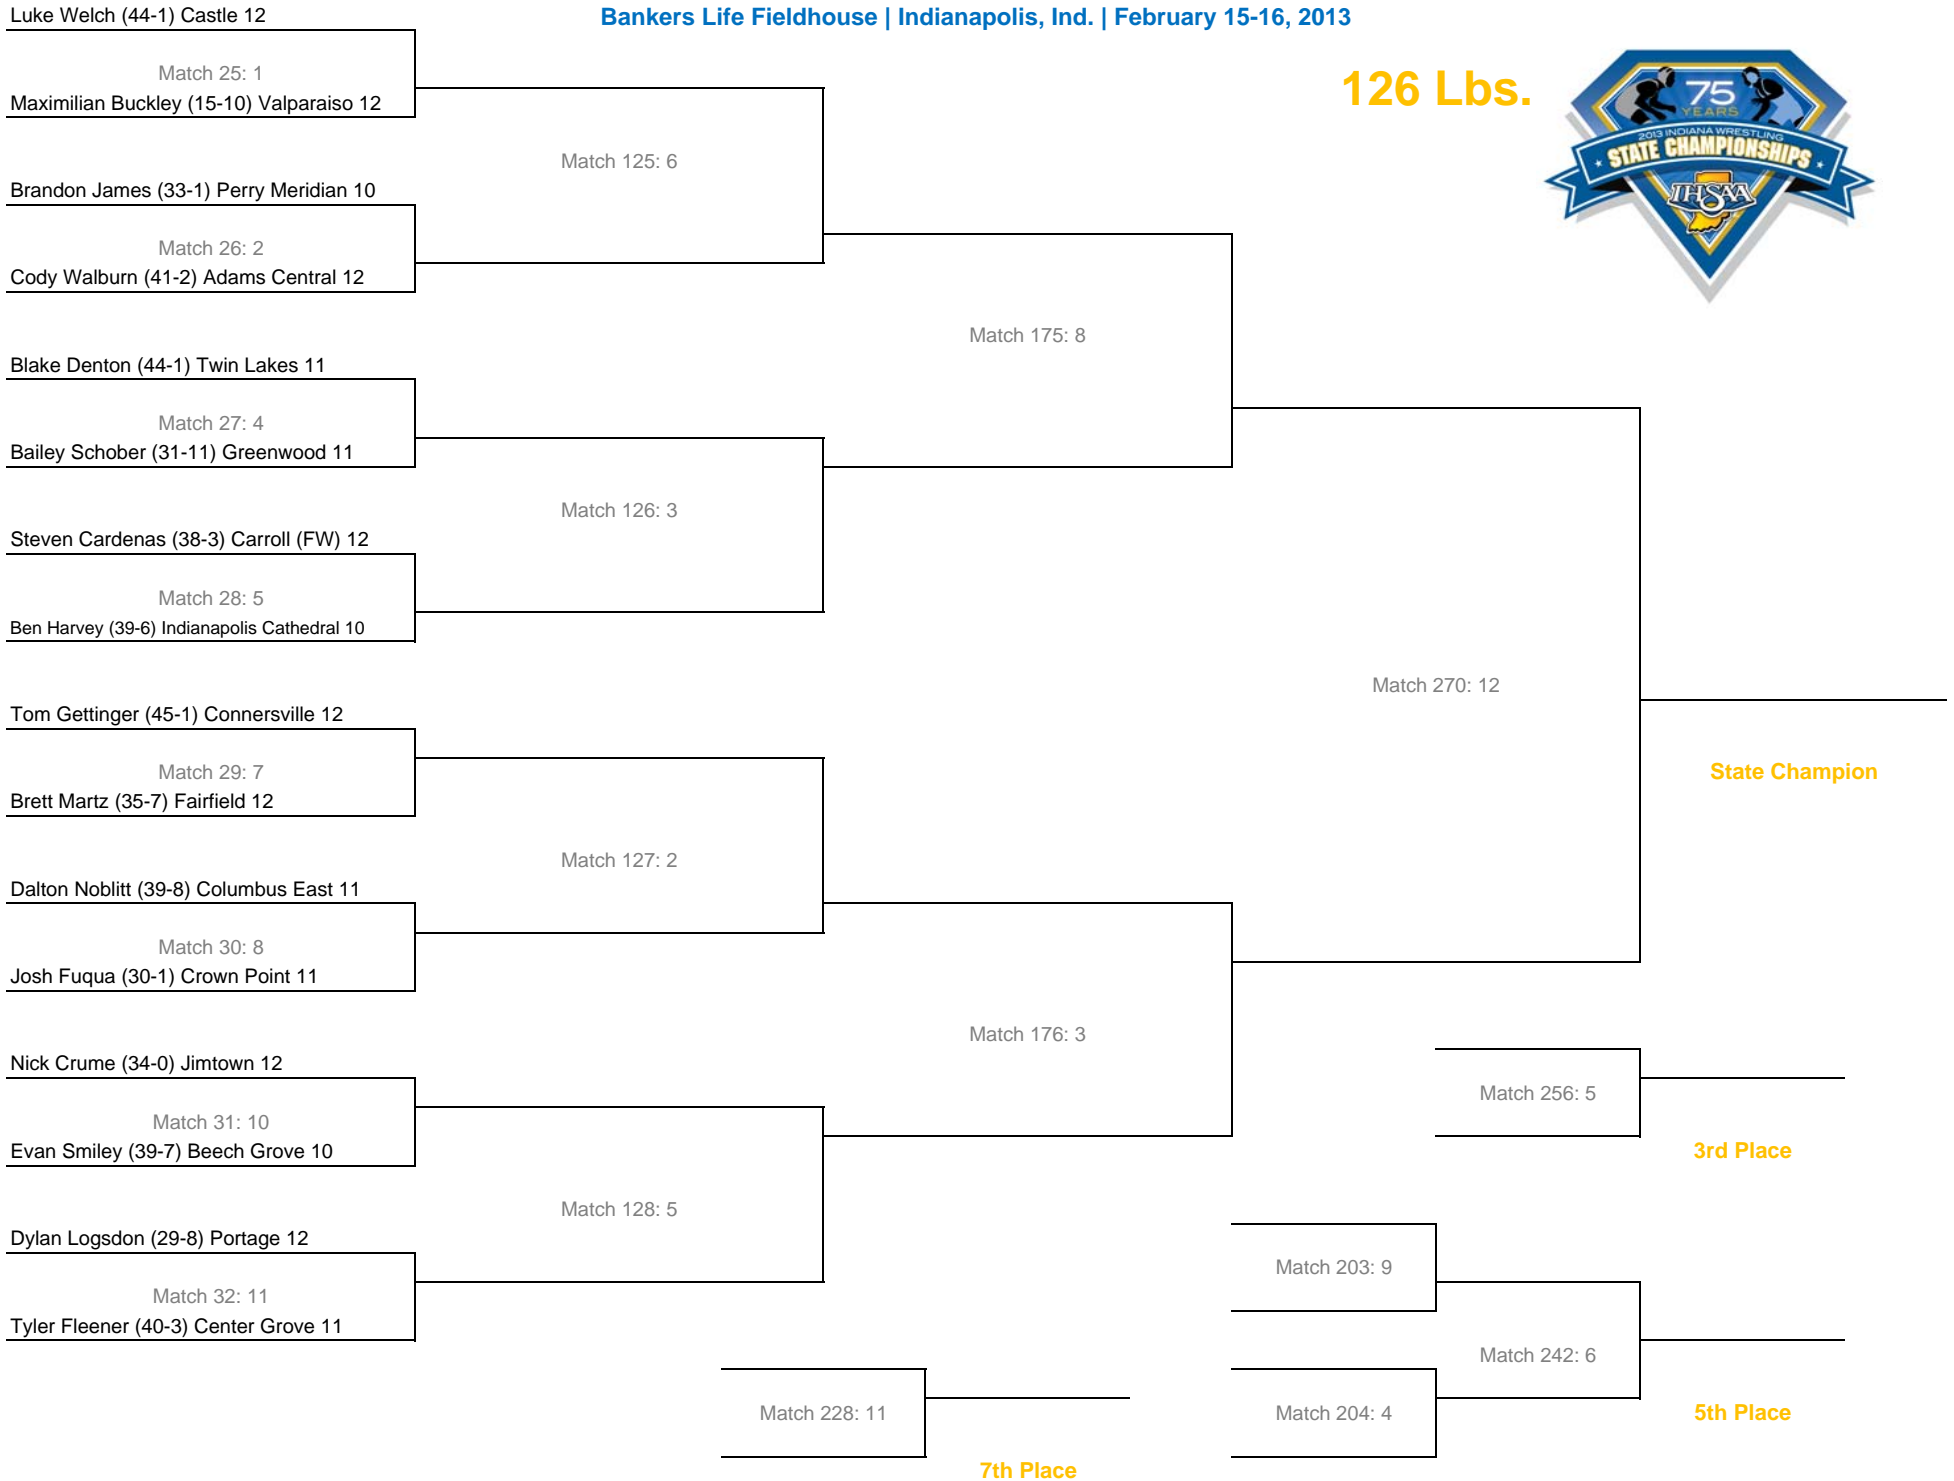 Luke Welch (44-1) Castle 12
Bankers Life Fieldhouse | Indianapolis, Ind. | February 15-16, 2013
126 Lbs.
75
YEARS
2013 INDIANA WRESTLING
STATE CHAMPIONSHIPS
IHSAA
Match 25: 1
Maximilian Buckley (15-10) Valparaiso 12
Match 125: 6
Brandon James (33-1) Perry Meridian 10
Match 26: 2
Cody Walburn (41-2) Adams Central 12
Match 175: 8
Blake Denton (44-1) Twin Lakes 11
Match 27: 4
Bailey Schober (31-11) Greenwood 11
Match 126: 3
Steven Cardenas (38-3) Carroll (FW) 12
Match 28: 5
Ben Harvey (39-6) Indianapolis Cathedral 10
Match 270: 12
Tom Gettinger (45-1) Connersville 12
Match 29: 7
State Champion
Brett Martz (35-7) Fairfield 12
Match 127: 2
Dalton Noblitt (39-8) Columbus East 11
Match 30: 8
Josh Fuqua (30-1) Crown Point 11
Match 176: 3
Nick Crume (34-0) Jimtown 12
Match 256: 5
Match 31: 10
Evan Smiley (39-7) Beech Grove 10
3rd Place
Match 128: 5
Dylan Logsdon (29-8) Portage 12
Match 203: 9
Match 32: 11
Tyler Fleener (40-3) Center Grove 11
Match 242: 6
Match 228: 11
Match 204: 4
5th Place
7th Place